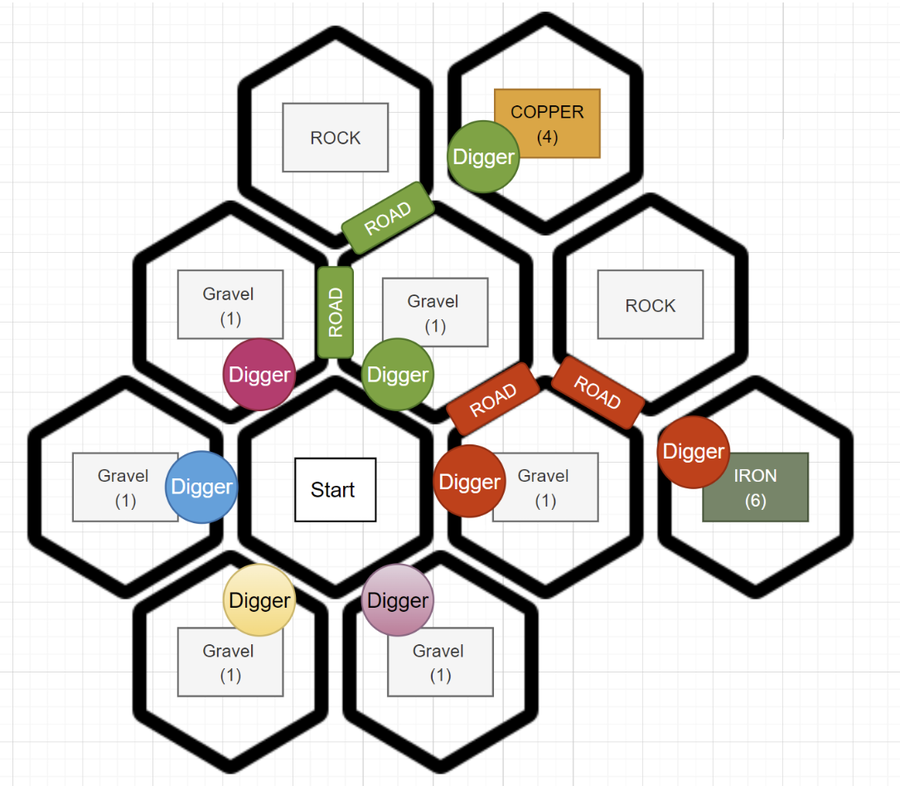 COPPER
(4)
ROCK
Digger
ROAD
Gravel
(1)
ROAD
Gravel
(1)
ROCK
Digger
Digger
ROAD
ROAD
Digger
IRON
(6)
Gravel
(1)
Digger
Start
Digger
Gravel
(1)
Digger
Digger
Gravel
(1)
Gravel
(1)